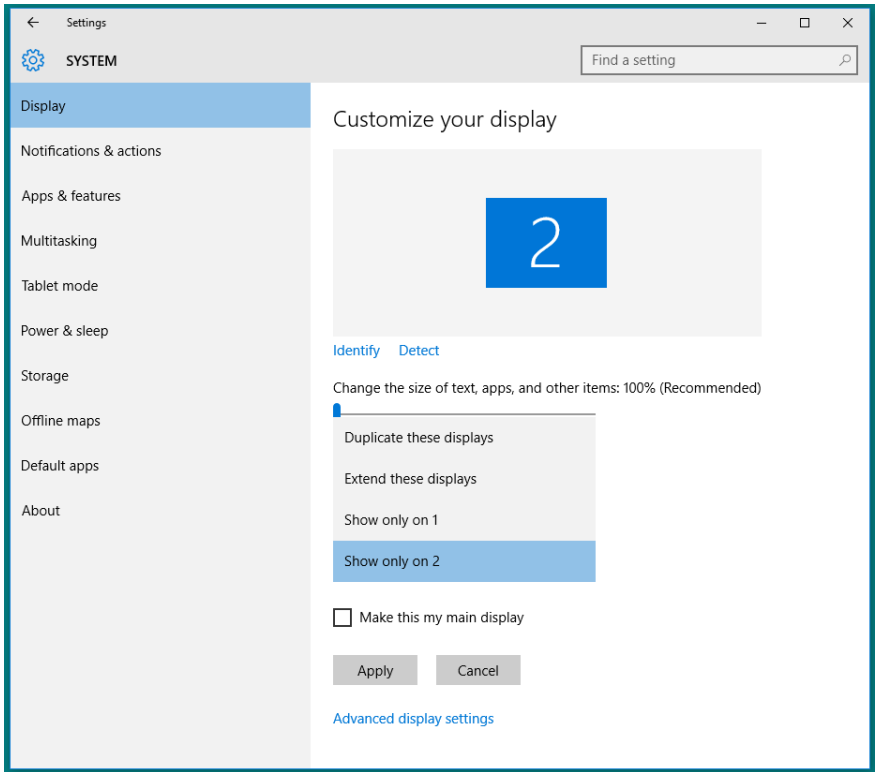 Settings
SYSTEM
Find a setting
Display
Notifications & actions
Apps & features
Multitasking
Tablet mode
Power & sleep
Storage
Offline maps
Default apps
About
Customize your display
2
Identify Detect
Change the size of text, apps, and other items: 100% (Recommended)
Duplicate these displays
Extend these displays
Show only on 1
Show only on 2
Make this my main display
Apply Cancel
Advanced display settings